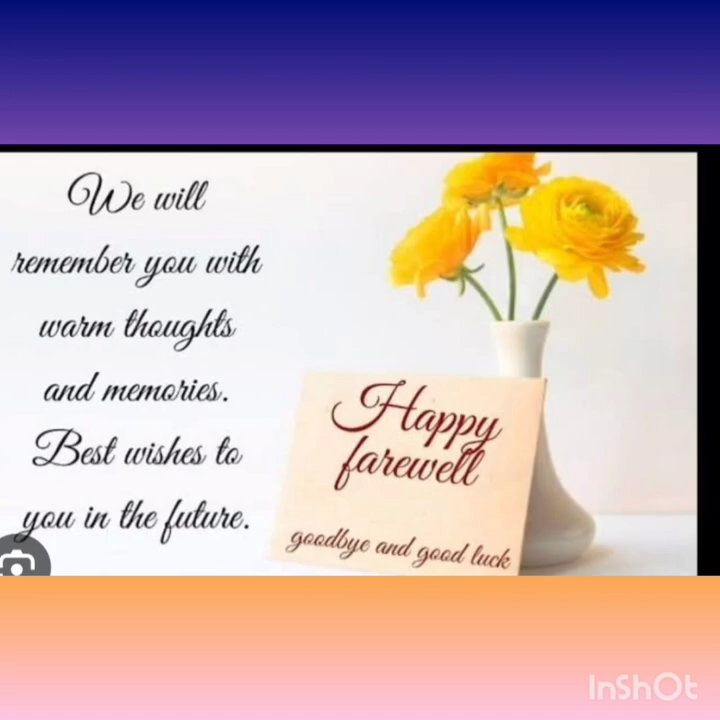 We will
remember you with
warm thoughts
and memories.
Best wishes to
you in the future.
Happy
farewell
goodbye and good luck
InShOt